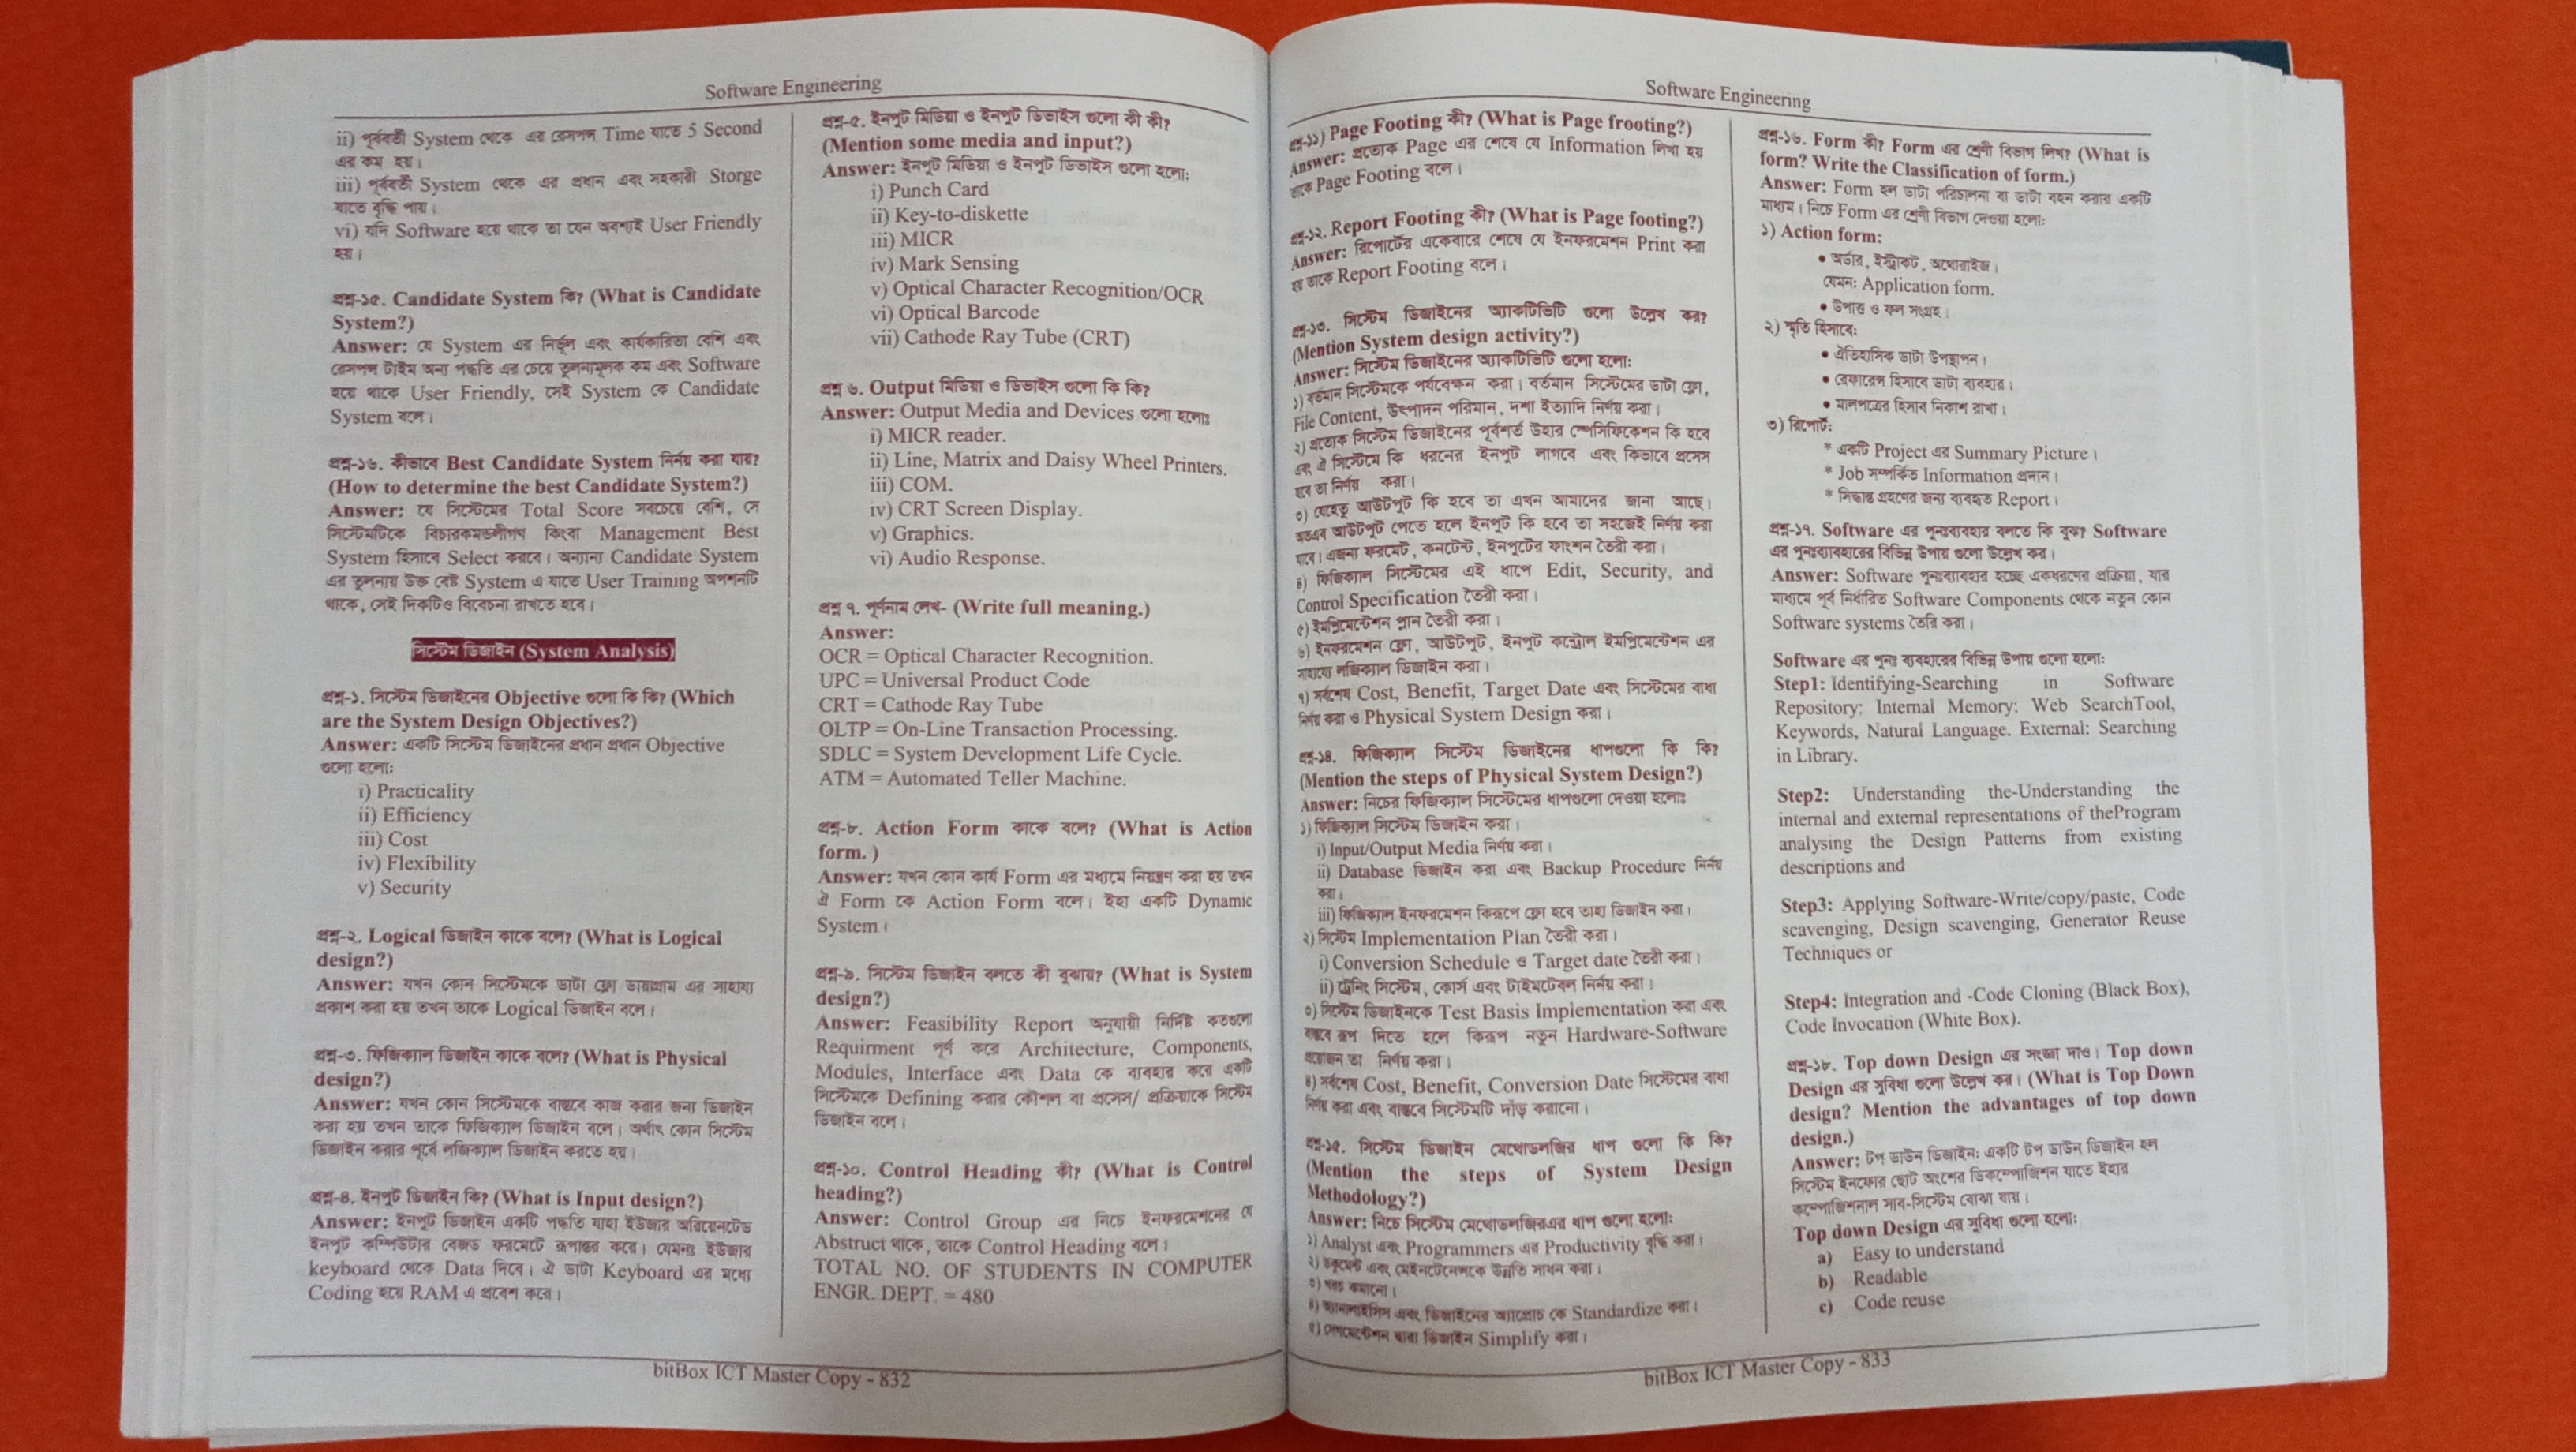 Software Engineering
ii) পূর্ববর্তী System থেকে এর রেসপন্স Time যাতে 5 Second
এর কম হয়।
iii) পূর্ববর্তী System থেকে এর প্রধান এবং সহকারী Storge
যাতে বৃদ্ধি পায়।
vi) যদি Software হয়ে থাকে তা যেন অবশ্যই User Friendly
হয়।
প্রশ্ন-১৫. Candidate System কি? (What is Candidate
System?)
Answer: যে System এর নির্ভুল এবং কার্যকারিতা বেশি এবং
রেসপন্স টাইম অন্য পদ্ধতি এর চেয়ে তুলনামূলক কম এবং Software
হয়ে থাকে User Friendly, সেই System কে Candidate
System বলে।
প্রশ্ন-১৬. কীভাবে Best Candidate System নির্নয় করা যায়?
(How to determine the best Candidate System?)
Answer: যে সিস্টেমের Total Score সবচেয়ে বেশি, সে
সিস্টেমটিকে বিচারকমন্ডলীগণ কিংবা Management Best
System হিসাবে Select করবে। অন্যান্য Candidate System
এর তুলনায় উক্ত বেষ্ট System এ যাতে User Training অপশনটি
থাকে, সেই দিকটিও বিবেচনা রাখতে হবে।
সিস্টেম ডিজাইন (System Analysis)
প্রশ্ন-১. সিস্টেম ডিজাইনের Objective গুলো কি কি? (Which
are the System Design Objectives?)
Answer: একটি সিস্টেম ডিজাইনের প্রধান প্রধান Objective
গুলো হলো:
i) Practicality
ii) Efficiency
iii) Cost
iv) Flexibility
v) Security
প্রশ্ন-২. Logical ডিজাইন কাকে বলে? (What is Logical
design?)
Answer: যখন কোন সিস্টেমকে ডাটা ফ্লো ডায়াগ্রাম এর সাহায্য
প্রকাশ করা হয় তখন তাকে Logical ডিজাইন বলে।
প্রশ্ন-৩. ফিজিক্যাল ডিজাইন কাকে বলে? (What is Physical
design?)
Answer: যখন কোন সিস্টেমকে বাস্তবে কাজ করার জন্য ডিজাইন
করা হয় তখন তাকে ফিজিক্যাল ডিজাইন বলে। অর্থাৎ কোন সিস্টেম
ডিজাইন করার পূর্বে লজিক্যাল ডিজাইন করতে হয়।
প্রশ্ন-৪. ইনপুট ডিজাইন কি? (What is Input design?)
Answer: ইনপুট ডিজাইন একটি পদ্ধতি যাহা ইউজার অরিয়েনটেড
ইনপুট কম্পিউটার বেজড ফরমেটে রূপান্তর করে। যেমনঃ ইউজার
keyboard থেকে Data দিবে। ঐ ডাটা Keyboard এর মধ্যে
Coding হয়ে RAM এ প্রবেশ করে।
প্রশ্ন-৫. ইনপুট মিডিয়া ও ইনপুট ডিভাইস গুলো কী কী?
(Mention some media and input?)
Answer: ইনপুট মিডিয়া ও ইনপুট ডিভাইস গুলো হলো:
i) Punch Card
ii) Key-to-diskette
iii) MICR
iv) Mark Sensing
v) Optical Character Recognition/OCR
vi) Optical Barcode
vii) Cathode Ray Tube (CRT)
প্রশ্ন ৬. Output মিডিয়া ও ডিভাইস গুলো কি কি?
Answer: Output Media and Devices গুলো হলোঃ
i) MICR reader.
ii) Line, Matrix and Daisy Wheel Printers.
iii) COM.
iv) CRT Screen Display.
v) Graphics.
vi) Audio Response.
প্রশ্ন ৭. পূর্ণনাম লেখ- (Write full meaning.)
Answer:
OCR = Optical Character Recognition.
UPC = Universal Product Code
CRT = Cathode Ray Tube
OLTP = On-Line Transaction Processing.
SDLC = System Development Life Cycle.
ATM = Automated Teller Machine.
প্রশ্ন-৮. Action Form কাকে বলে? (What is Action
form. )
Answer: যখন কোন কার্য Form এর মধ্যমে নিয়ন্ত্রণ করা হয় তখন
ঐ Form কে Action Form বলে। ইহা একটি Dynamic
System।
প্রশ্ন-৯. সিস্টেম ডিজাইন বলতে কী বুঝায়? (What is System
design?)
Answer: Feasibility Report অনুযায়ী নির্দিষ্ট কতগুলো
Requirment পূর্ণ করে Architecture, Components,
Modules, Interface এবং Data কে ব্যবহার করে একটি
সিস্টেমকে Defining করার কৌশল বা প্রসেস/ প্রক্রিয়াকে সিস্টেম
ডিজাইন বলে।
প্রশ্ন-১০. Control Heading কী? (What is Control
heading?)
Answer: Control Group এর নিচে ইনফরমেশনের যে
Abstruct থাকে, তাকে Control Heading বলে।
TOTAL NO. OF STUDENTS IN COMPUTER
ENGR. DEPT. = 480
bitBox ICT Master Copy - 832
Software Engineering
প্রশ্ন-১১) Page Footing কী? (What is Page frooting?)
Answer: প্রত্যেক Page এর শেষে যে Information লিখা হয়
তাকে Page Footing বলে।
প্রশ্ন-১২. Report Footing কী? (What is Page footing?)
Answer: রিপোর্টের একেবারে শেষে যে ইনফরমেশন Print করা
হয় তাকে Report Footing বলে।
প্রশ্ন-১৩. সিস্টেম ডিজাইনের অ্যাকটিভিটি গুলো উল্লেখ কর?
(Mention System design activity?)
Answer: সিস্টেম ডিজাইনের অ্যাকটিভিটি গুলো হলো:
১) বর্তমান সিস্টেমকে পর্যবেক্ষন করা। বর্তমান সিস্টেমের ডাটা ফ্লো,
File Content, উৎপাদন পরিমান, দশা ইত্যাদি নির্ণয় করা।
২) প্রত্যেক সিস্টেম ডিজাইনের পূর্বশর্ত উহার স্পেসিফিকেশন কি হবে
এবং ঐ সিস্টেমে কি ধরনের ইনপুট লাগবে এবং কিভাবে প্রসেস
হবে তা নির্ণয় করা।
৩) যেহেতু আউটপুট কি হবে তা এখন আমাদের জানা আছে।
অতএব আউটপুট পেতে হলে ইনপুট কি হবে তা সহজেই নির্ণয় করা
যাবে। এজন্য ফরমেট, কনটেন্ট, ইনপুটের ফাংশন তৈরী করা।
৪) ফিজিক্যাল সিস্টেমের এই ধাপে Edit, Security, and
Control Specification তৈরী করা।
৫) ইমপ্লিমেন্টেশন প্লান তৈরী করা।
৬) ইনফরমেশন ফ্লো, আউটপুট, ইনপুট কন্ট্রোল ইমপ্লিমেন্টেশন এর
সাহায্যে লজিক্যাল ডিজাইন করা।
৭) সর্বশেষ Cost, Benefit, Target Date এবং সিস্টেমের বাধা
নির্ণয় করা ও Physical System Design করা।
প্রশ্ন-১৪. ফিজিক্যাল সিস্টেম ডিজাইনের ধাপগুলো কি কি?
(Mention the steps of Physical System Design?)
Answer: নিচের ফিজিক্যাল সিস্টেমের ধাপগুলো দেওয়া হলোঃ
১) ফিজিক্যাল সিস্টেম ডিজাইন করা।
i) Input/Output Media নির্ণয় করা।
ii) Database ডিজাইন করা এবং Backup Procedure নির্নয়
করা।
iii) ফিজিক্যাল ইনফরমেশন কিরূপে ফ্লো হবে তাহা ডিজাইন করা।
২) সিস্টেম Implementation Plan তৈরী করা।
i) Conversion Schedule ও Target date তৈরী করা।
ii) ট্রেনিং সিস্টেম, কোর্স এবং টাইমটেবল নির্নয় করা।
৩) সিস্টেম ডিজাইনকে Test Basis Implementation করা এবং
বাস্তবে রূপ দিতে হলে কিরূপ নতুন Hardware-Software
প্রয়োজন তা নির্ণয় করা।
৪) সর্বশেষ Cost, Benefit, Conversion Date সিস্টেমের বাধা
নির্ণয় করা এবং বাস্তবে সিস্টেমটি দাঁড় করানো।
প্রশ্ন-১৫. সিস্টেম ডিজাইন মেথোডলজির ধাপ গুলো কি কি?
(Mention the steps of System Design
Methodology?)
Answer: নিচে সিস্টেম মেথোডলজিরএর ধাপ গুলো হলো:
১) Analyst এবং Programmers এর Productivity বৃদ্ধি করা।
২) ডকুমেন্ট এবং মেইনটেনেন্সকে উন্নতি সাধন করা।
৩) খরচ কমানো।
৪) অ্যানালাইসিস এবং ডিজাইনের অ্যাপ্রোচ কে Standardize করা।
৫) সেগমেন্টেশন দ্বারা ডিজাইন Simplify করা।
প্রশ্ন-১৬. Form কী? Form এর শ্রেণী বিভাগ লিখ? (What is
form? Write the Classification of form.)
Answer: Form হল ডাটা পরিচালনা বা ডাটা বহন করার একটি
মাধ্যম। নিচে Form এর শ্রেণী বিভাগ দেওয়া হলো:
১) Action form:
• অর্ডার, ইস্ট্রাকট, অথোরাইজ।
যেমন: Application form.
• উপাত্ত ও ফল সংগ্রহ।
২) স্মৃতি হিসাবে:
• ঐতিহাসিক ডাটা উপস্থাপন।
• রেফারেন্স হিসাবে ডাটা ব্যবহার।
• মালপত্রের হিসাব নিকাশ রাখা।
৩) রিপোর্ট:
* একটি Project এর Summary Picture।
* Job সম্পর্কিত Information প্রদান।
* সিদ্ধান্ত গ্রহণের জন্য ব্যবহৃত Report।
প্রশ্ন-১৭. Software এর পুনঃব্যবহার বলতে কি বুঝ? Software
এর পুনঃব্যাবহারের বিভিন্ন উপায় গুলো উল্লেখ কর।
Answer: Software পুনঃব্যাবহার হচ্ছে একধরণের প্রক্রিয়া, যার
মাধ্যমে পূর্ব নির্ধারিত Software Components থেকে নতুন কোন
Software systems তৈরি করা।
Software এর পুনঃ ব্যবহারের বিভিন্ন উপায় গুলো হলো:
Step1: Identifying-Searching in Software
Repository: Internal Memory: Web SearchTool,
Keywords, Natural Language. External: Searching
in Library.
Step2: Understanding the-Understanding the
internal and external representations of theProgram
analysing the Design Patterns from existing
descriptions and
Step3: Applying Software-Write/copy/paste, Code
scavenging, Design scavenging, Generator Reuse
Techniques or
Step4: Integration and -Code Cloning (Black Box),
Code Invocation (White Box).
প্রশ্ন-১৮. Top down Design এর সংজ্ঞা দাও। Top down
Design এর সুবিধা গুলো উল্লেখ কর। (What is Top Down
design? Mention the advantages of top down
design.)
Answer: টপ ডাউন ডিজাইন: একটি টপ ডাউন ডিজাইন হল
সিস্টেম ইনফোর ছোট অংশের ডিকম্পোজিশন যাতে ইহার
কম্পোজিশনাল সাব-সিস্টেম বোঝা যায়।
Top down Design এর সুবিধা গুলো হলো:
a) Easy to understand
b) Readable
c) Code reuse
bitBox ICT Master Copy - 833